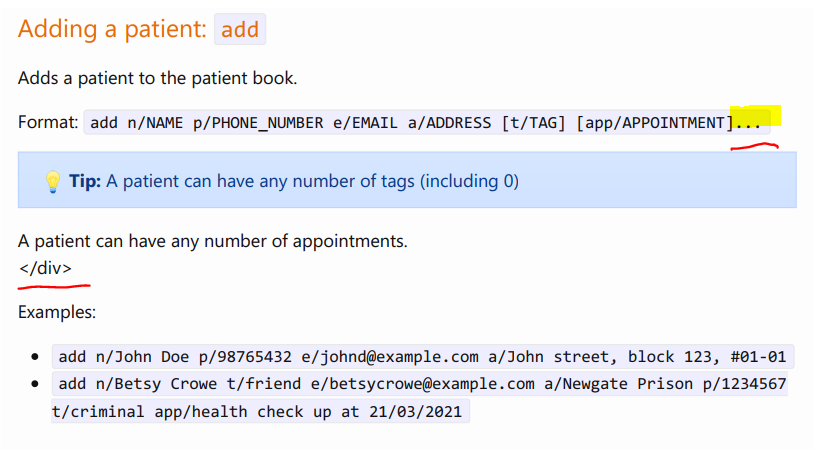 Adding a patient: add
Adds a patient to the patient book.
Format: add n/NAME p/PHONE_NUMBER e/EMAIL a/ADDRESS [t/TAG] [app/APPOINTMENT]...
💡 Tip: A patient can have any number of tags (including 0)
A patient can have any number of appointments.
</div>
Examples:
• add n/John Doe p/98765432 e/johnd@example.com a/John street, block 123, #01-01
• add n/Betsy Crowe t/friend e/betsycrowe@example.com a/Newgate Prison p/1234567
t/criminal app/health check up at 21/03/2021